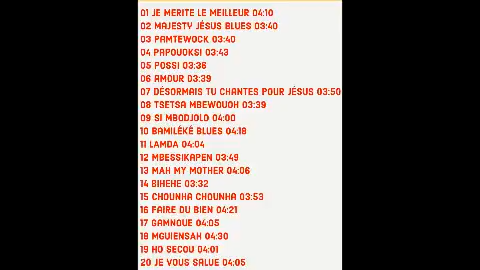 01 JE MERITE LE MEILLEUR 04:10
02 MAJESTY JÉSUS BLUES 03:40
03 PAMTEWOCK 03:40
04 PAPOUOKSI 03:43
05 POSSI 03:36
06 AMOUR 03:39
07 DÉSORMAIS TU CHANTES POUR JÉSUS 03:50
08 TSETSA MBEWOUOH 03:39
09 SI MBODJOLO 04:00
10 BAMILÉKÉ BLUES 04:18
11 LAMDA 04:04
12 MBESSIKAPEN 03:49
13 MAH MY MOTHER 04:06
14 BIHEHE 03:32
15 CHOUNHA CHOUNHA 03:53
16 FAIRE DU BIEN 04:21
17 GAMNOUE 04:05
18 MGUIENSAH 04:30
19 HO SECOU 04:01
20 JE VOUS SALUE 04:05